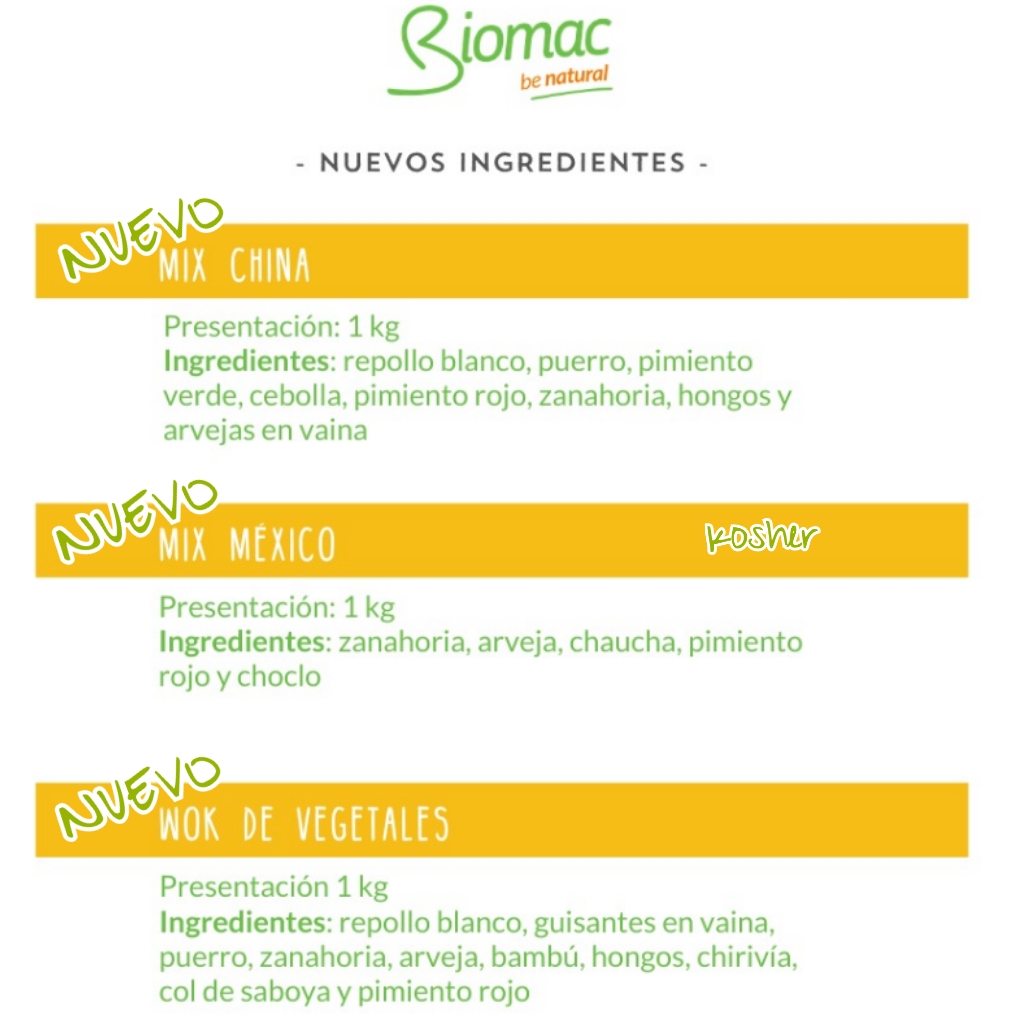 Biomac
be natural
- NUEVOS INGREDIENTES -
NUEVO
MIX CHINA
Presentación: 1 kg
Ingredientes: repollo blanco, puerro, pimiento
verde, cebolla, pimiento rojo, zanahoria, hongos y
arvejas en vaina
NUEVO
MIX MÉXICO
kosher
Presentación: 1 kg
Ingredientes: zanahoria, arveja, chaucha, pimiento
rojo y choclo
NUEVO
WOK DE VEGETALES
Presentación 1 kg
Ingredientes: repollo blanco, guisantes en vaina,
puerro, zanahoria, arveja, bambú, hongos, chirivía,
col de saboya y pimiento rojo